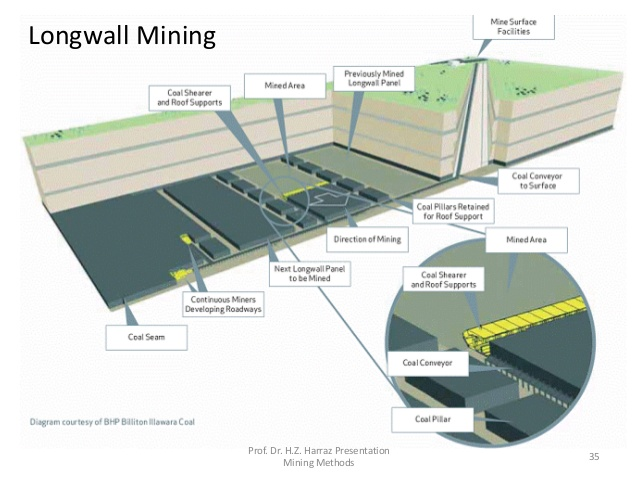 Longwall Mining
Mine Surface
Facilities
Previously Mined
Longwall Panel
Mined Area
Coal Shearer
and Roof Supports
Coal Conveyor
to Surface
Coal Pillars Retained
for Roof Support
Mined Area
Direction of Mining
Next Longwall Panel
to be Mined
Coal Shearer
and Roof Supports
Continuous Miners
Developing Roadways
Coal Seam
Coal Conveyor
Coal Pillar
Diagram courtesy of BHP Billiton Illawara Coal
Prof. Dr. H.Z. Harraz Presentation
Mining Methods
35